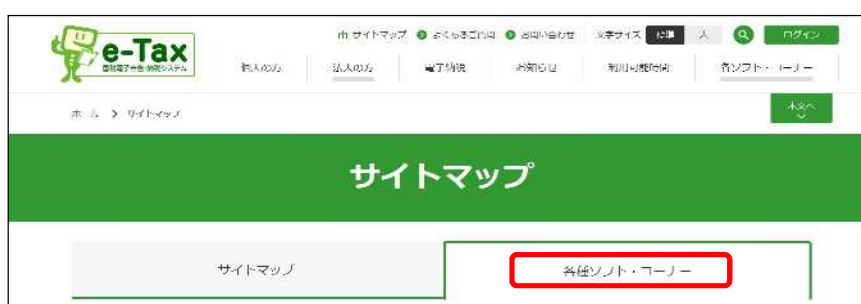 サイトマップ よくあるご質問 お問い合わせ 文字サイズ 標準 大 ログイン
e-Tax
国税電子申告・納税システム
個人の方 法人の方 電子納税 お知らせ 利用可能時間 各ソフト・コーナー
ホーム > サイトマップ
本文へ
サイトマップ
サイトマップ 各種ソフト・コーナー